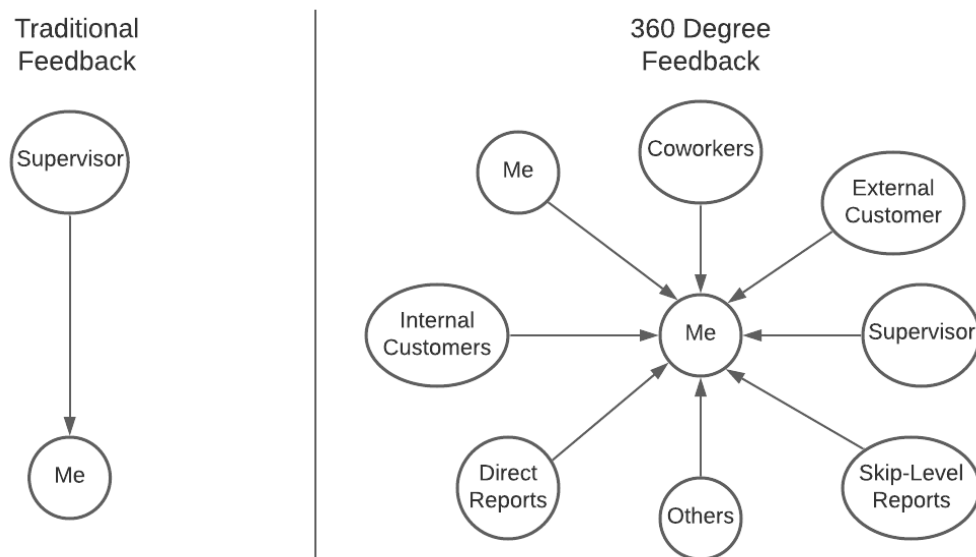 Traditional
Feedback
Supervisor
Me
360 Degree
Feedback
Me
Coworkers
External
Customer
Internal
Customers
Me
Supervisor
Direct
Reports
Others
Skip-Level
Reports